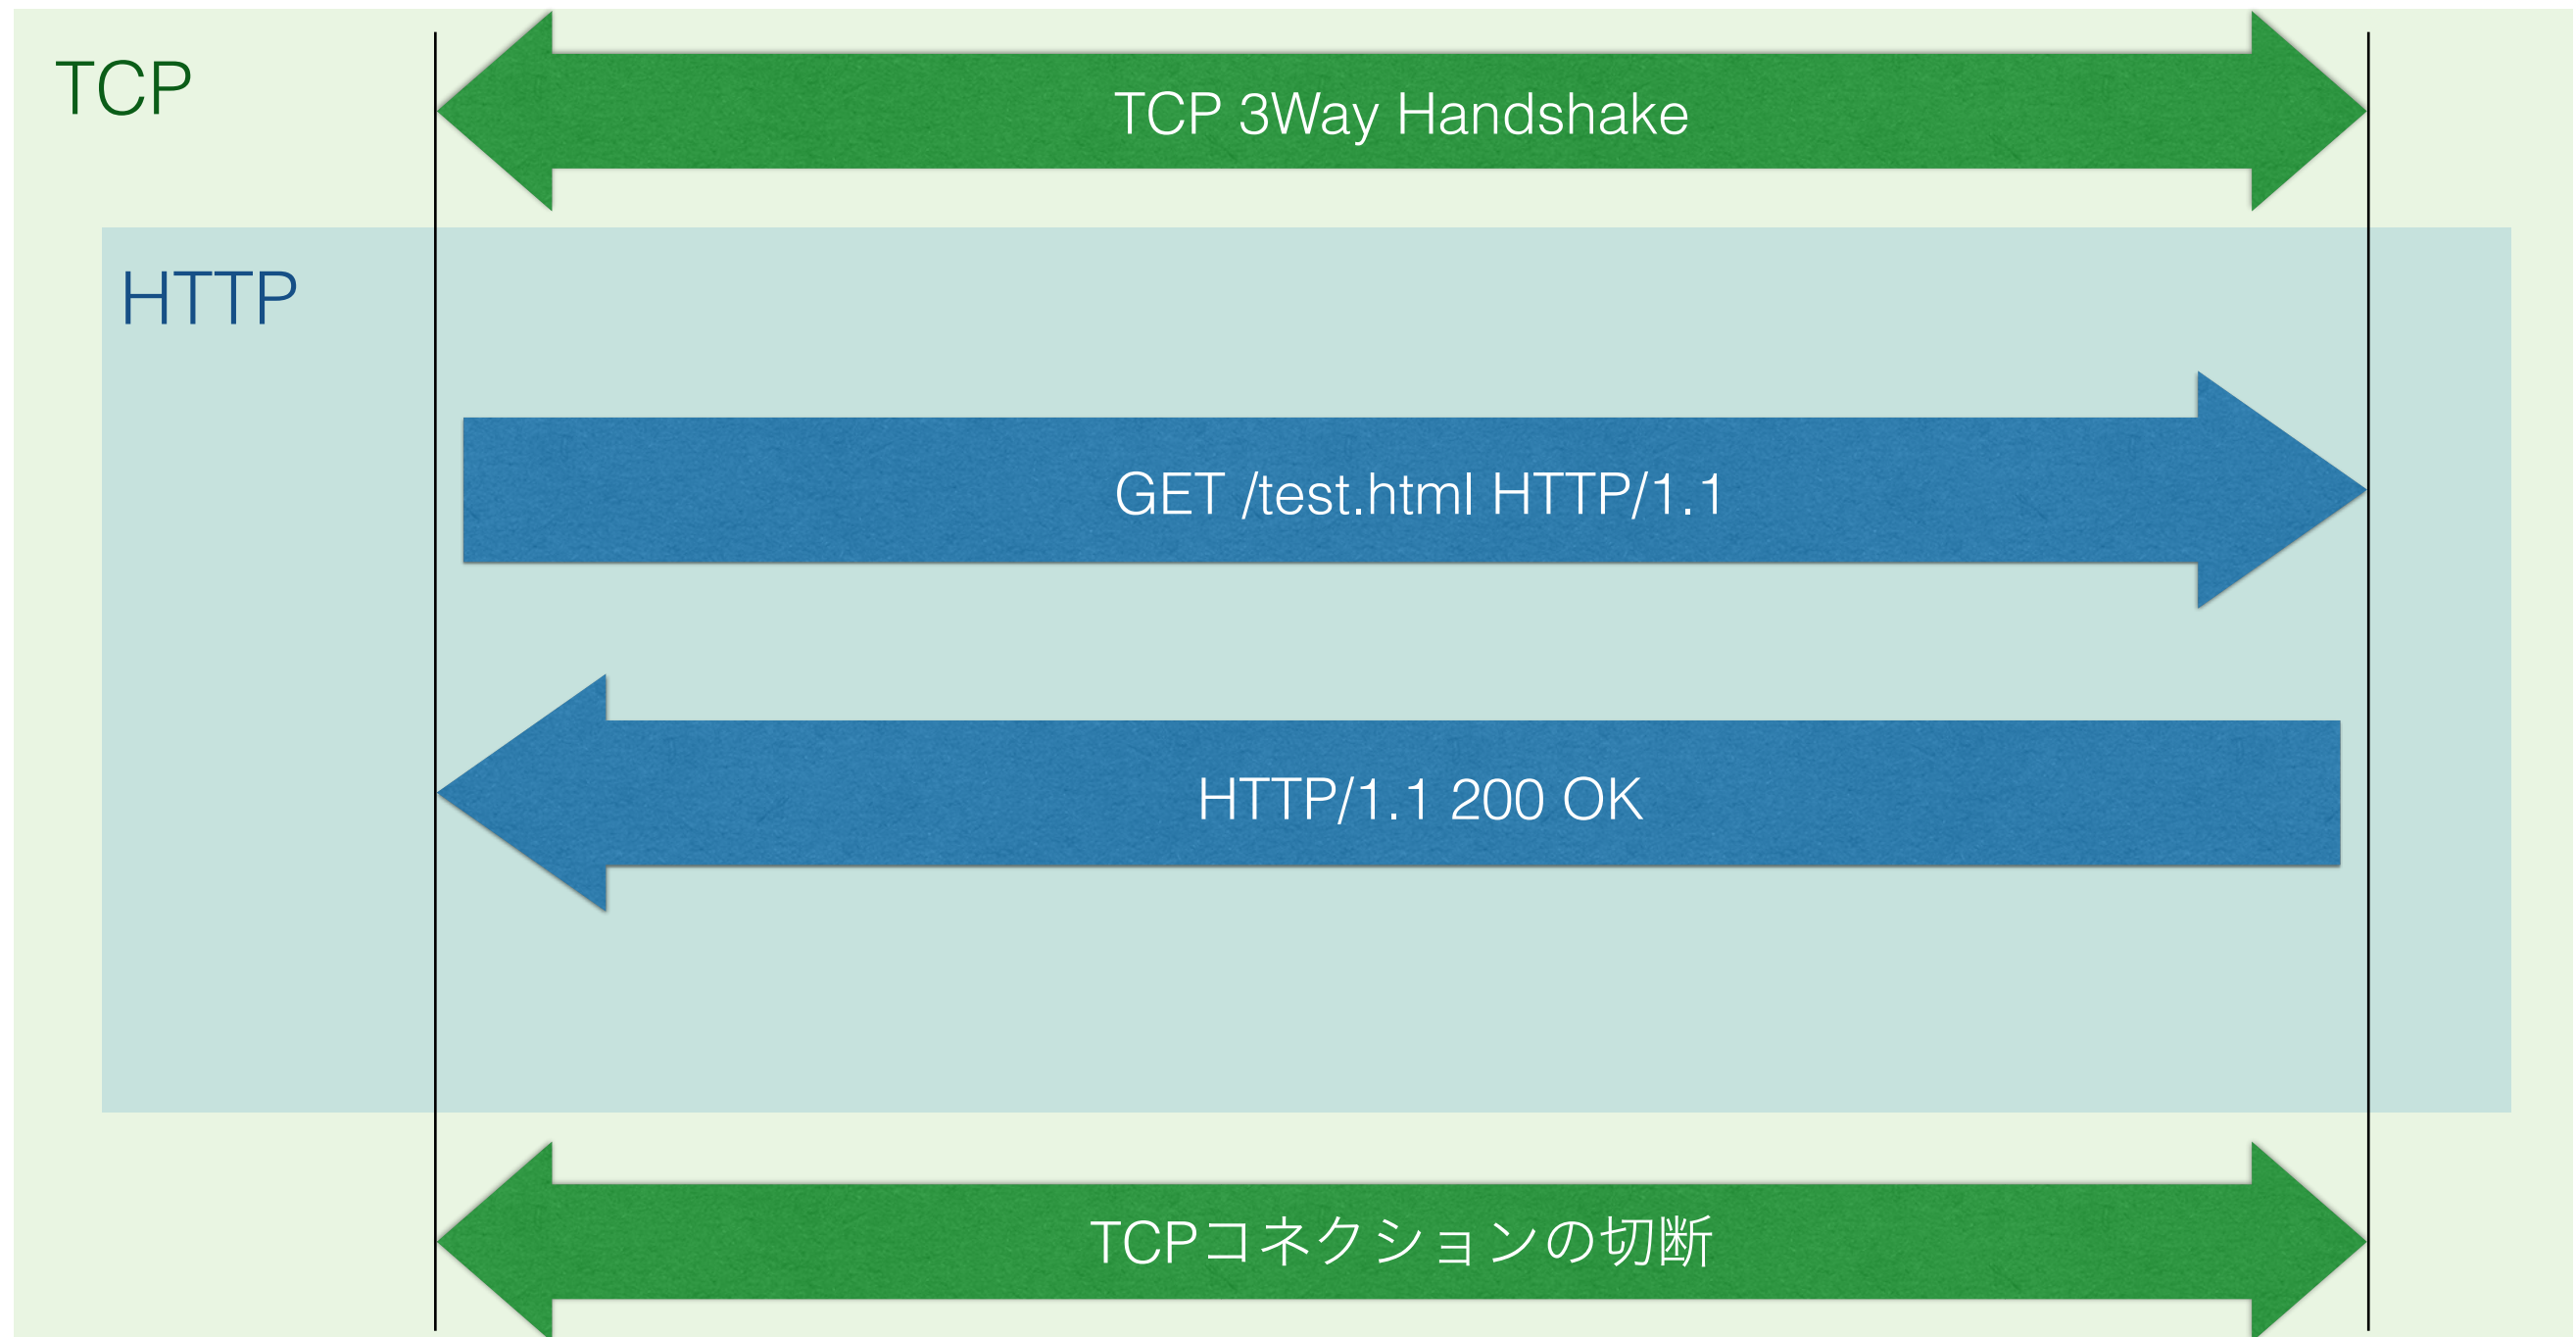 TCP
TCP 3Way Handshake
HTTP
GET /test.html HTTP/1.1
HTTP/1.1 200 OK
TCPコネクションの切断